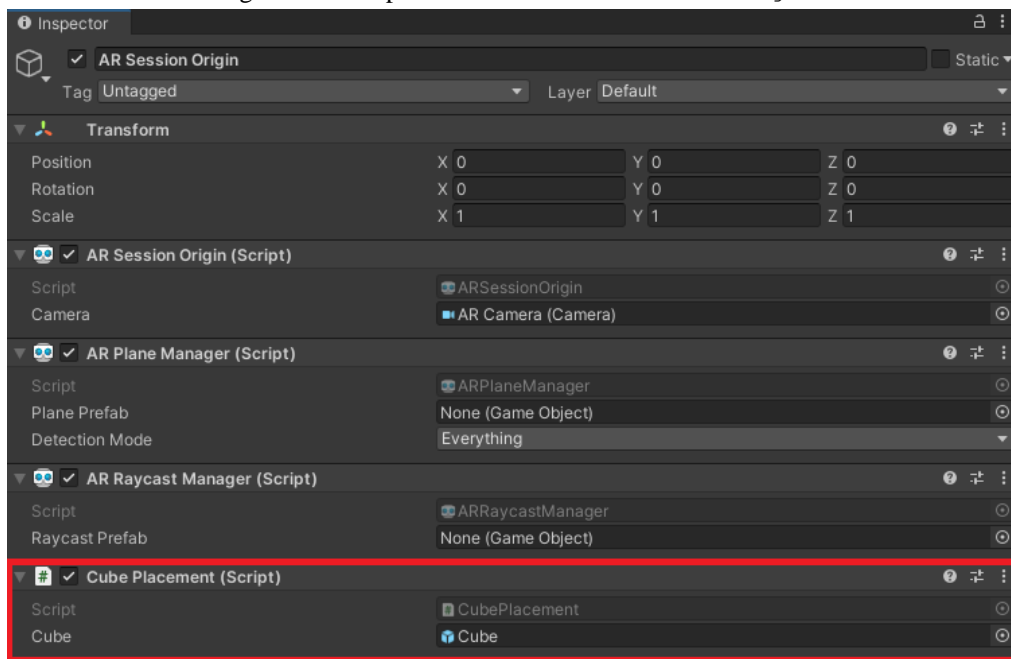 Inspector
AR Session Origin Static
Tag Untagged Layer Default
Transform
Position X 0 Y 0 Z 0
Rotation X 0 Y 0 Z 0
Scale X 1 Y 1 Z 1
AR Session Origin (Script)
Script ARSessionOrigin
Camera AR Camera (Camera)
AR Plane Manager (Script)
Script ARPlaneManager
Plane Prefab None (Game Object)
Detection Mode Everything
AR Raycast Manager (Script)
Script ARRaycastManager
Raycast Prefab None (Game Object)
# Cube Placement (Script)
Script # CubePlacement
Cube Cube